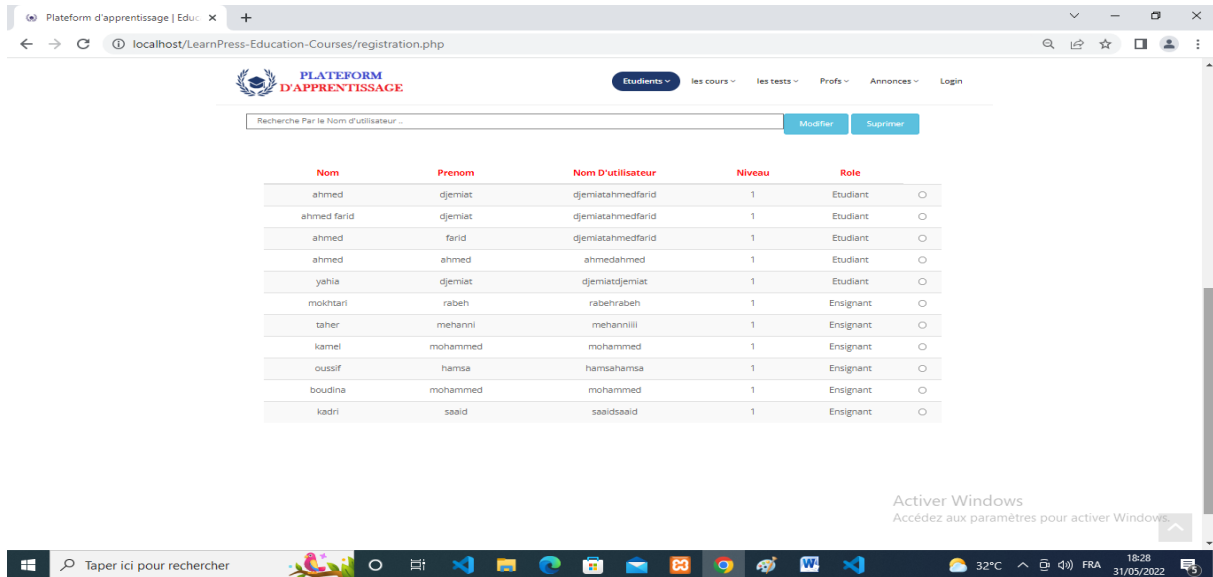 Plateform d'apprentissage | Educ
localhost/LearnPress-Education-Courses/registration.php
PLATEFORM
D'APPRENTISSAGE
Etudients les cours les tests Profs Annonces Login
Recherche Par le Nom d'utilisateur .. Modifier Suprimer
Nom Prenom Nom D'utilisateur Niveau Role
ahmed djemiat djemiatahmedfarid 1 Etudiant
ahmed farid djemiat djemiatahmedfarid 1 Etudiant
ahmed farid djemiatahmedfarid 1 Etudiant
ahmed ahmed ahmedahmed 1 Etudiant
yahia djemiat djemiatdjemiat 1 Etudiant
mokhtari rabeh rabehrabeh 1 Ensignant
taher mehanni mehanniiii 1 Ensignant
kamel mohammed mohammed 1 Ensignant
oussif hamsa hamsahamsa 1 Ensignant
boudina mohammed mohammed 1 Ensignant
kadri saaid saaidsaaid 1 Ensignant
Activer Windows
Accédez aux paramètres pour activer Windows.
Taper ici pour rechercher 32°C FRA 18:28
31/05/2022 5